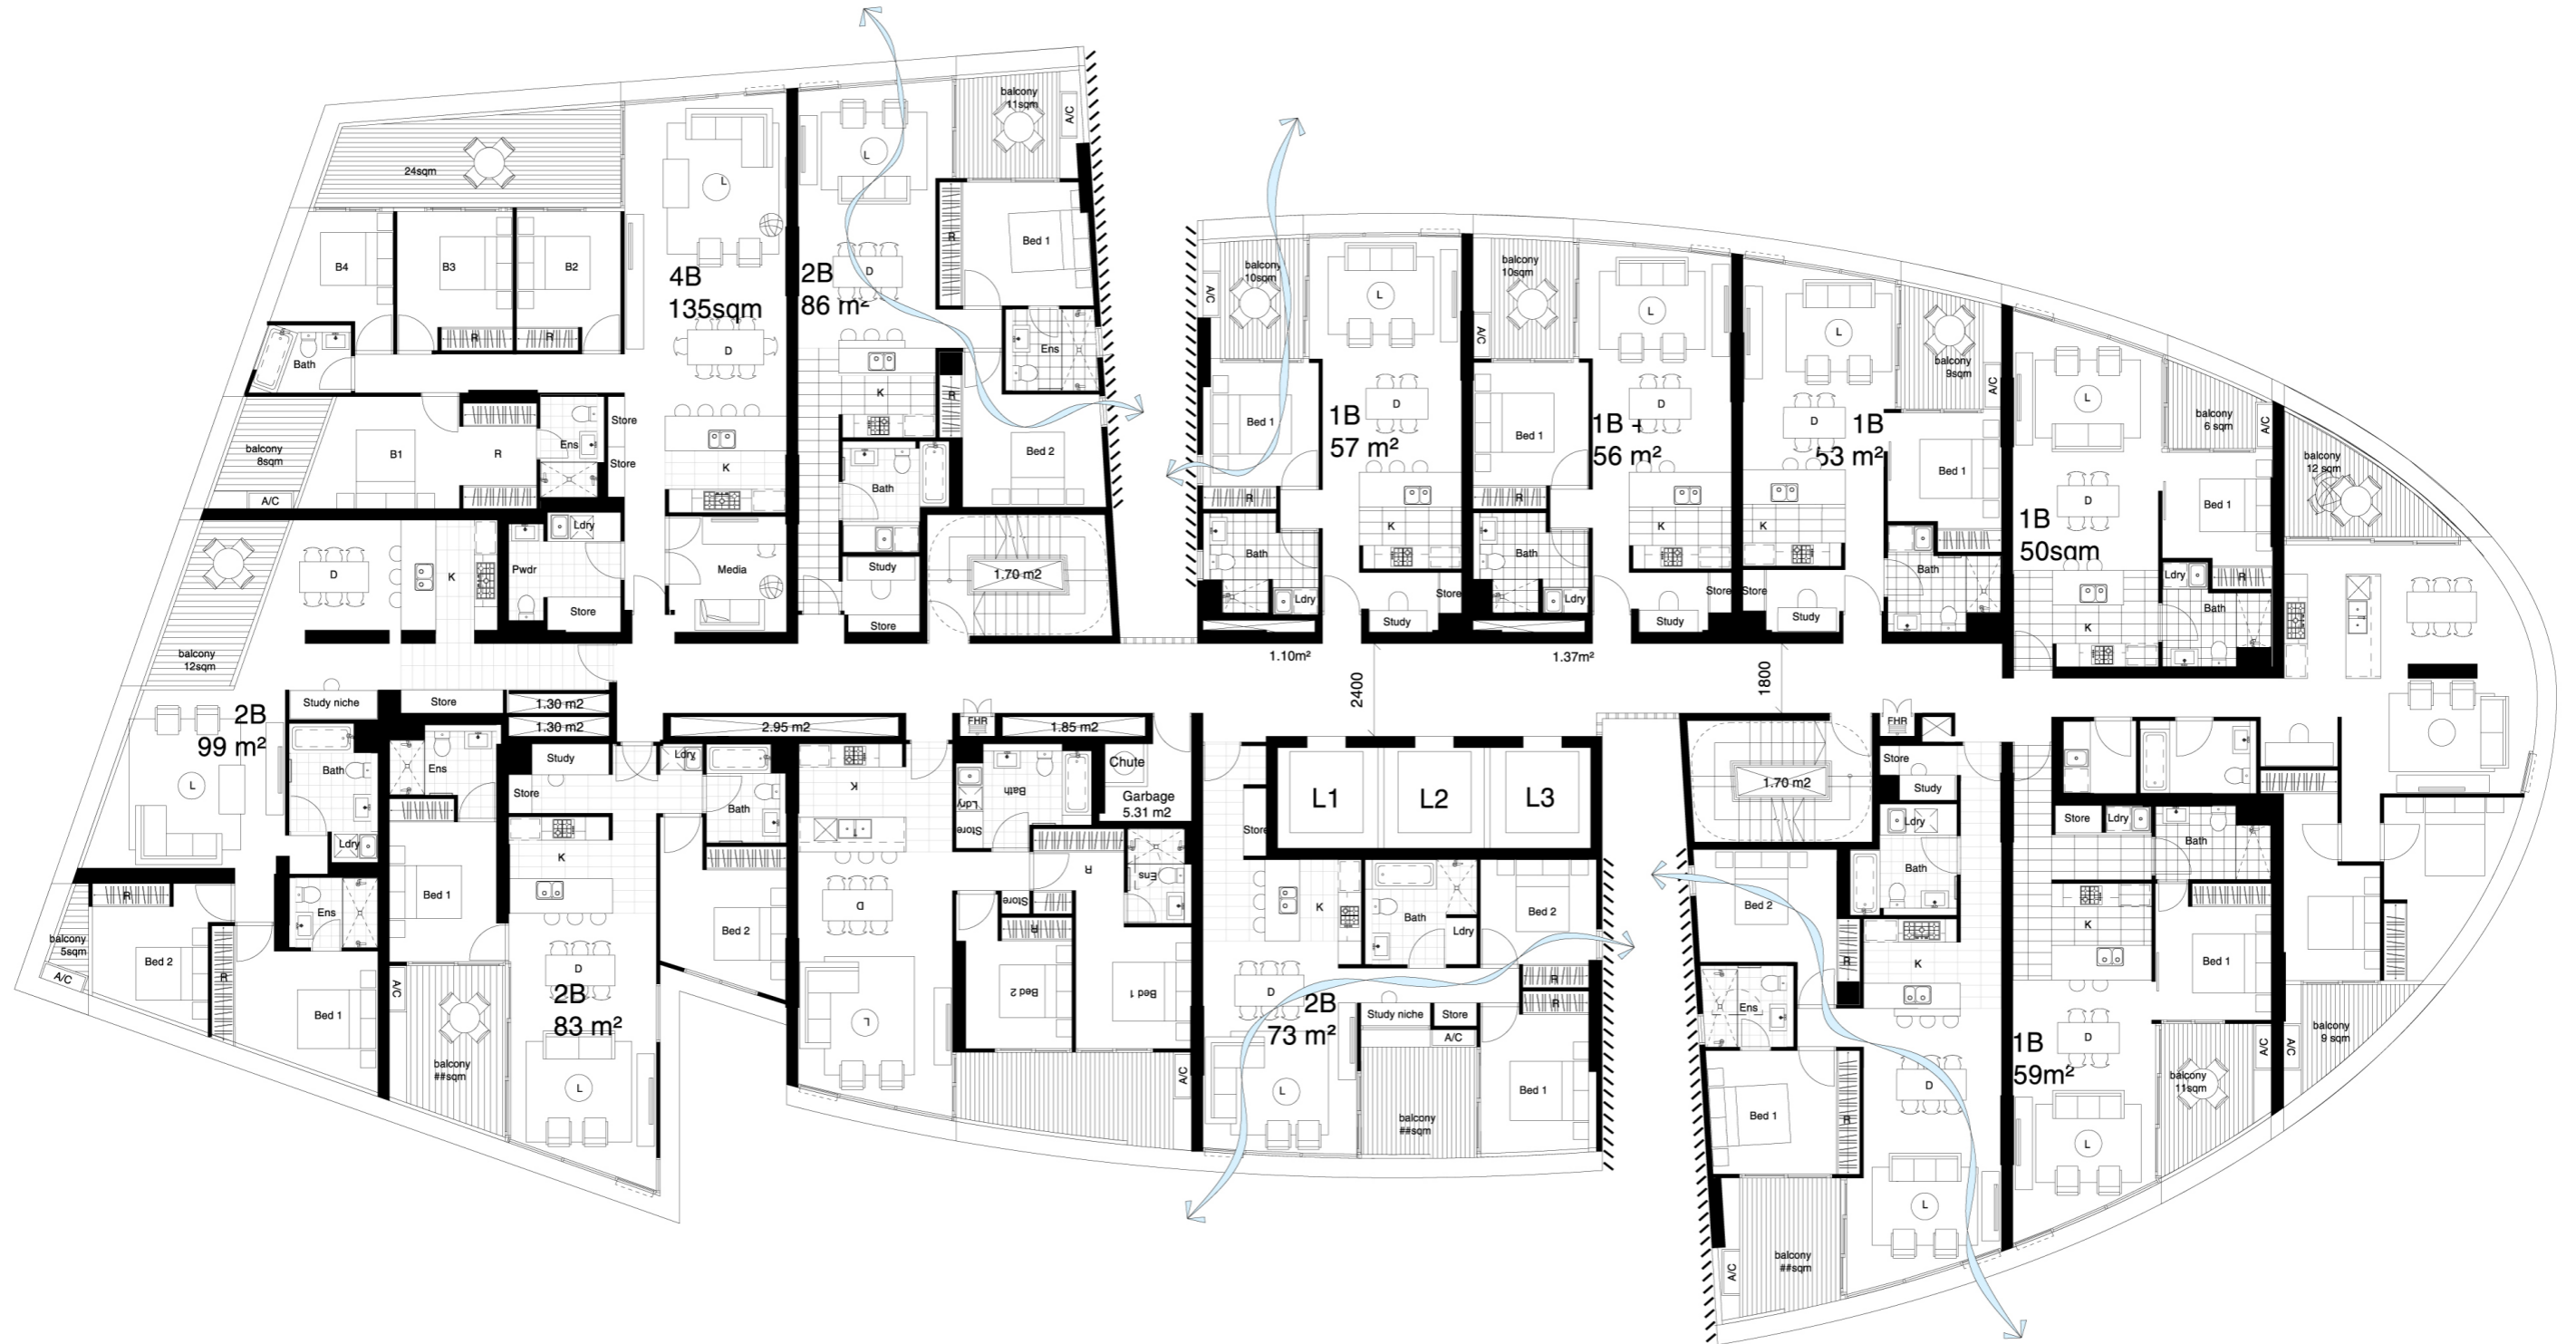 balcony
11sqm
A/C
24sqm
L
L
B4
B3
B2
R
Bed 1
4B
135sqm
2B
86 m²
D
D
R
R
Bath
Ens
K
R
balcony
8sqm
A/C
B1
R
Ens
Store
Store
K
Bath
Bed 2
D
K
Pwdr
Ldry
Store
Media
Study
Store
1.70 m2
balcony
12sqm
balcony
10sqm
A/C
L
Bed 1
R
1B
57 m²
D
K
Bath
Ldry
Store
Study
1.10m²
balcony
10sqm
A/C
L
Bed 1
R
1B +
56 m²
D
K
Bath
Ldry
Store
Study
1.37m²
L
balcony
9sqm
A/C
D
1B
53 m²
Bed 1
K
Store
Study
Bath
L
balcony
6 sqm
A/C
D
1B
50sqm
Bed 1
Ldry
R
Bath
K
balcony
12 sqm
2400
1800
Study niche
Store
1.30 m2
1.30 m2
2.95 m2
FHR
1.85 m2
2B
99 m²
L
Bath
Ldry
Ens
R
Bed 2
balcony
5sqm
A/C
R
Bed 1
Ens
Bed 1
A/C
balcony
##sqm
Study
Store
K
D
2B
83 m²
L
Ldry
Bath
Bed 2
K
D
L
Ldry
Store
Bath
Chute
Garbage
5.31 m2
R
Ens
Store
R
Bed 2
Bed 1
A/C
L1
L2
L3
Store
K
Bath
Ldry
Bed 2
R
R
D
2B
73 m²
Study niche
Store
A/C
L
balcony
##sqm
Bed 1
1.70 m2
FHR
Store
Study
Ldry
Bath
Bed 2
R
K
Ens
Bed 1
R
D
L
A/C
balcony
##sqm
Store
Ldry
Bath
K
Bed 1
1B
59m²
D
L
balcony
11sqm
A/C
A/C
balcony
9 sqm